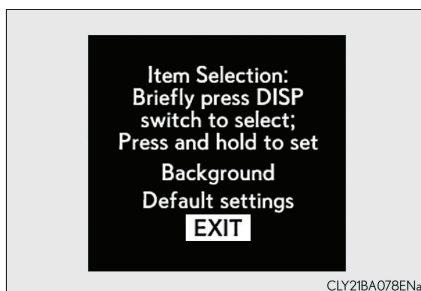 Item Selection:
Briefly press DISP
switch to select;
Press and hold to set
Background
Default settings
EXIT
CLY21BA078ENa